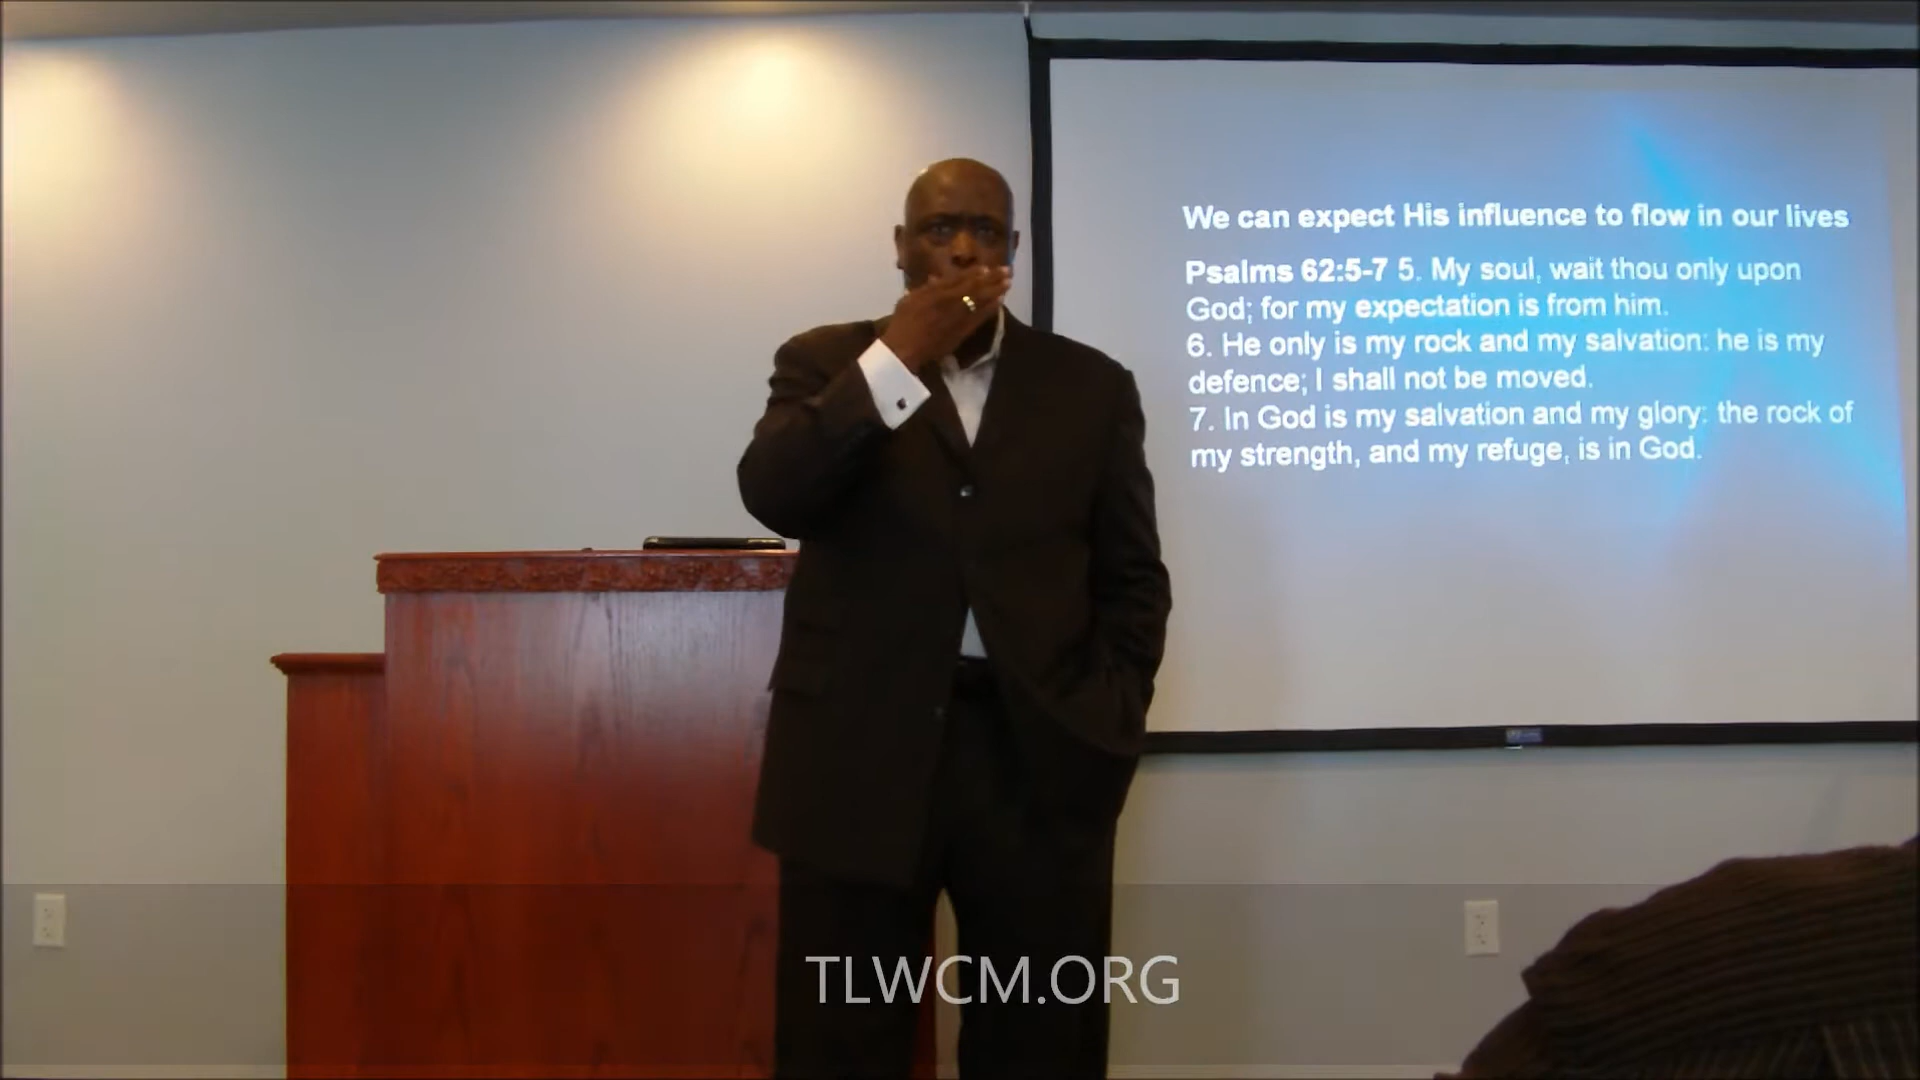 We can expect His influence to flow in our lives
Psalms 62:5-7 5. My soul, wait thou only upon
God; for my expectation is from him.
6. He only is my rock and my salvation: he is my
defence; I shall not be moved.
7. In God is my salvation and my glory: the rock of
my strength, and my refuge, is in God.
TLWCM.ORG